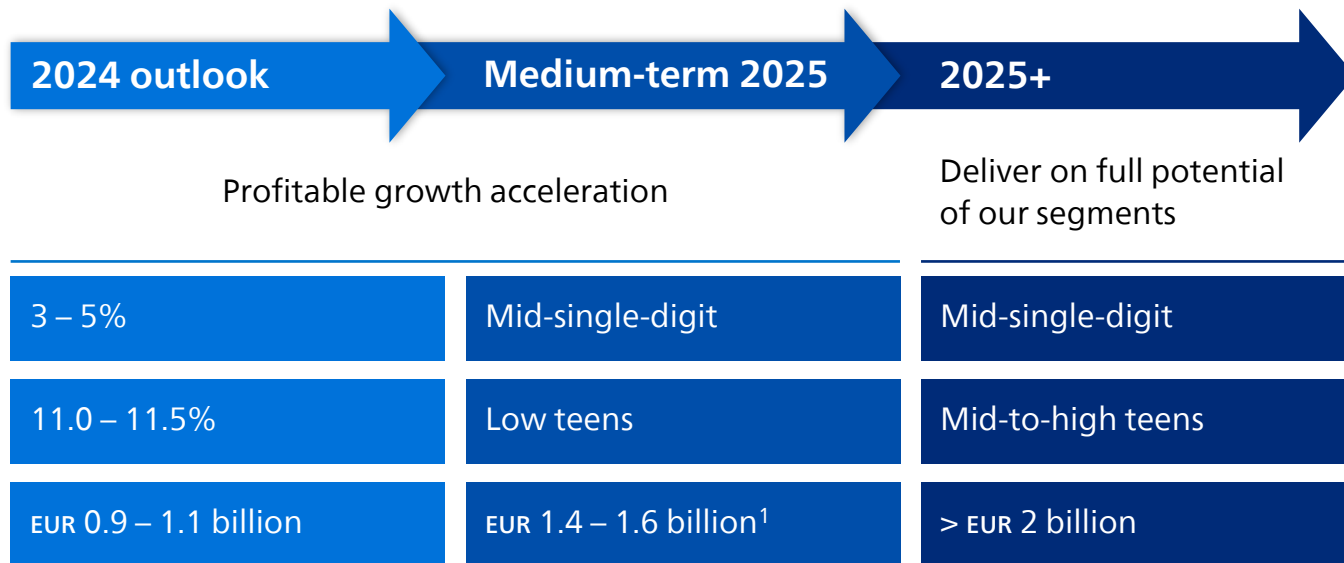 2024 outlook
Medium-term 2025
2025+
Profitable growth acceleration
Deliver on full potential
of our segments
3 – 5%
Mid-single-digit
Mid-single-digit
11.0 – 11.5%
Low teens
Mid-to-high teens
EUR 0.9 – 1.1 billion
EUR 1.4 – 1.6 billion¹
> EUR 2 billion